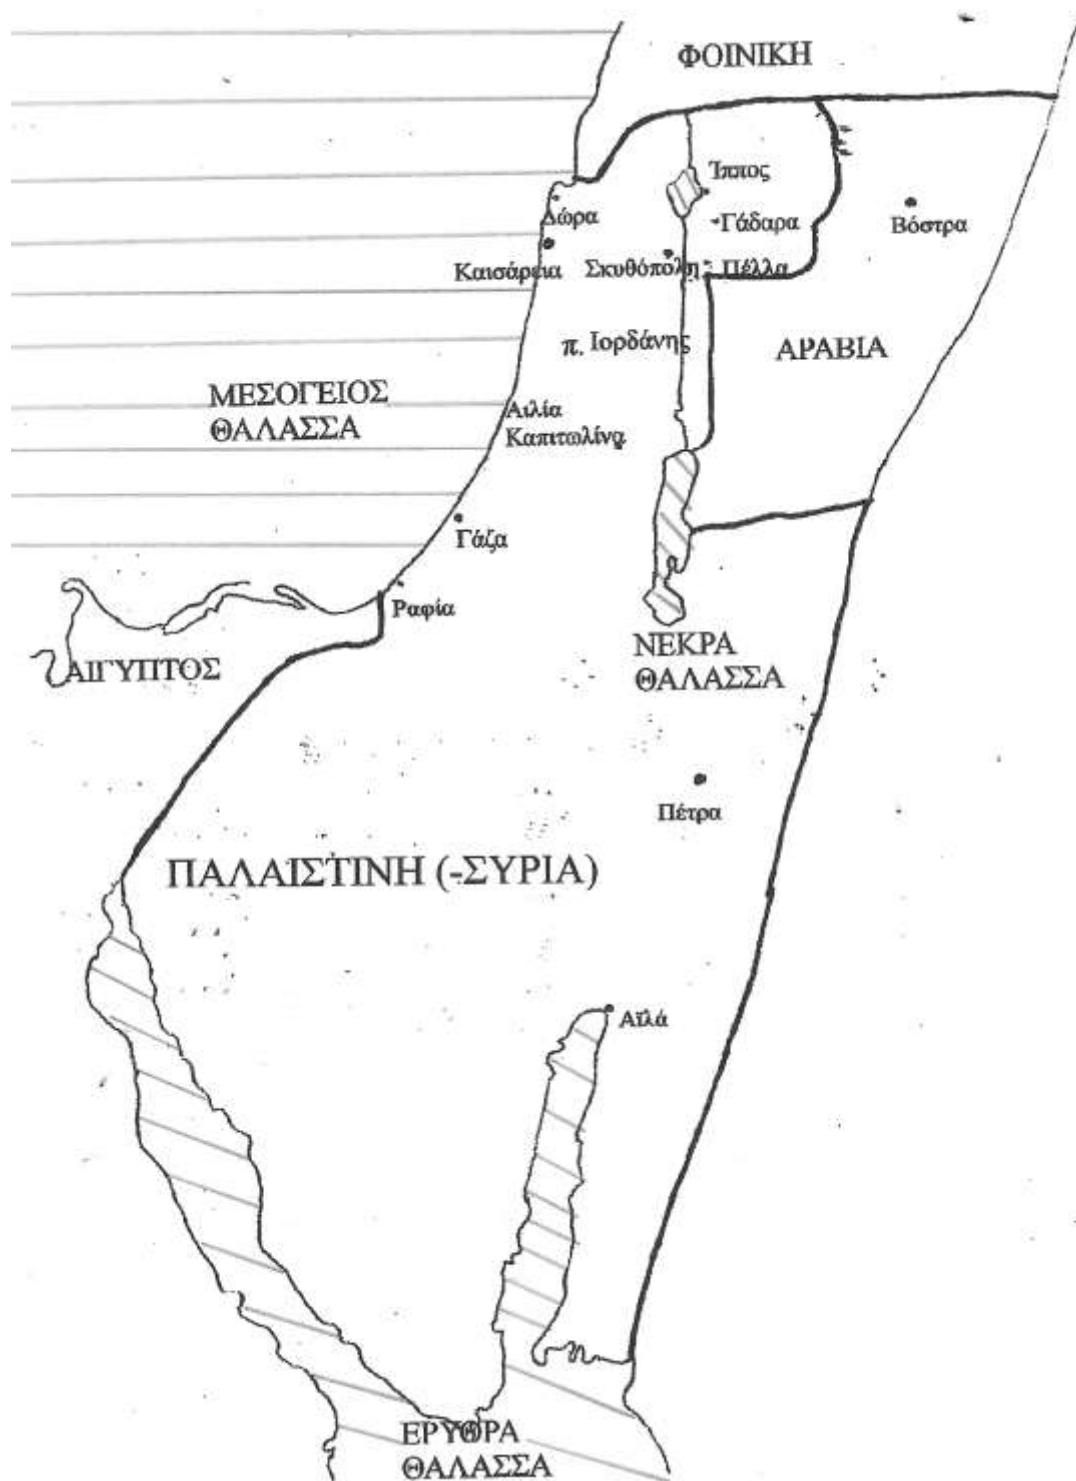 ΦΟΙΝΙΚΗ
Ίππος
Δώρα
Γάδαρα
Βόστρα
Καισάρεια
Σκυθόπολη
Πέλλα
π. Ιορδάνης
ΑΡΑΒΙΑ
ΜΕΣΟΓΕΙΟΣ
ΘΑΛΑΣΣΑ
Αιλία
Καπιτωλίνα
Γάζα
Ραφία
ΑΙΓΥΠΤΟΣ
ΝΕΚΡΑ
ΘΑΛΑΣΣΑ
Πέτρα
ΠΑΛΑΙΣΤΙΝΗ (-ΣΥΡΙΑ)
Αϊλά
ΕΡΥΘΡΑ
ΘΑΛΑΣΣΑ